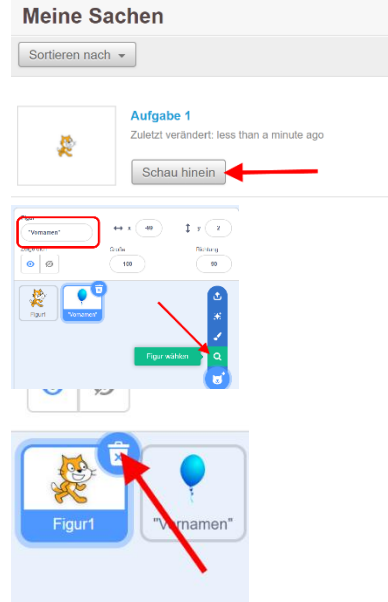 Meine Sachen
Sortieren nach
Aufgabe 1
Zuletzt verändert: less than a minute ago
Schau hinein
Figur
"Vornamen" x -60 y 2
Größe Richtung
100 90
Figur1 "Vornamen"
Figur wählen
Figur1 "Vornamen"